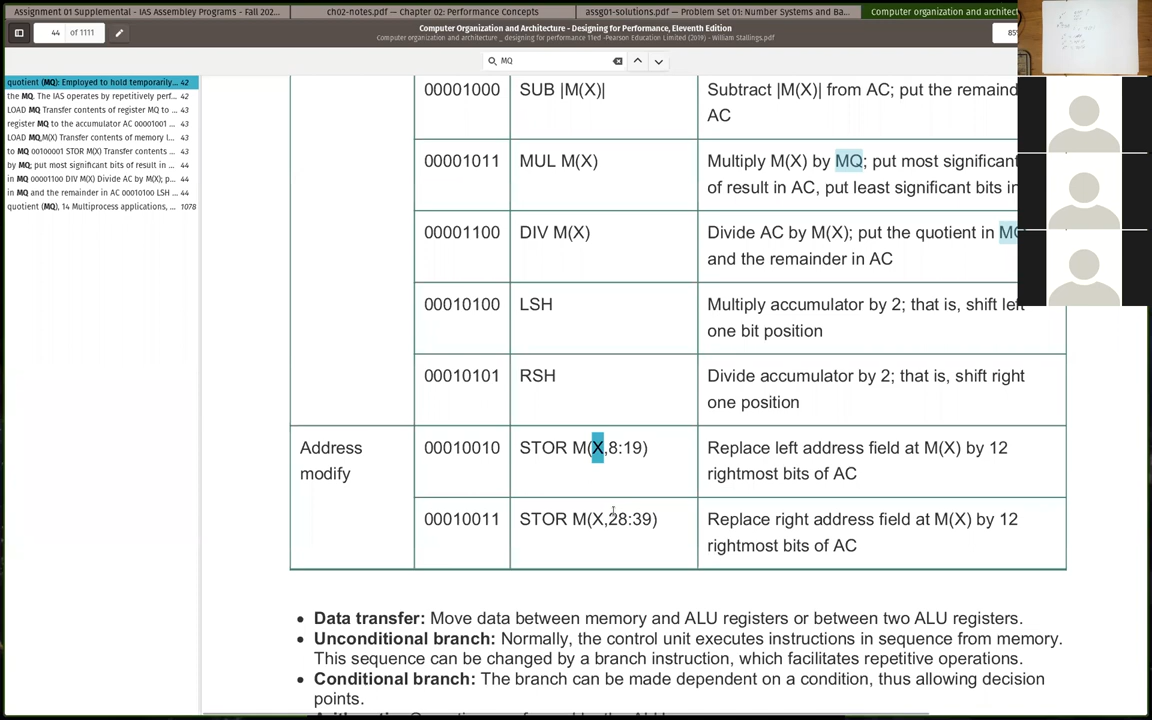 Assignment 01 Supplemental - IAS Assembley Programs - Fall 202...
ch02-notes.pdf — Chapter 02: Performance Concepts
assg01-solutions.pdf — Problem Set 01: Number Systems and Ba...
computer organization and architect
44 of 1111
Computer Organization and Architecture - Designing for Performance, Eleventh Edition
Computer organization and architecture _ designing for performance 11ed -Pearson Education Limited (2019) - William Stallings.pdf
85
MQ
quotient (MQ): Employed to hold temporarily... 42
the MQ. The IAS operates by repetitively perf... 42
LOAD MQ Transfer contents of register MQ to ... 43
register MQ to the accumulator AC 00001001 ... 43
LOAD MQ,M(X) Transfer contents of memory l... 43
to MQ 00100001 STOR M(X) Transfer contents ... 43
by MQ; put most significant bits of result in ... 44
in MQ 00001100 DIV M(X) Divide AC by M(X); p... 44
in MQ and the remainder in AC 00010100 LSH ... 44
quotient (MQ), 14 Multiprocess applications, ... 1078
00001000 SUB |M(X)| Subtract |M(X)| from AC; put the remaind
AC
00001011 MUL M(X) Multiply M(X) by MQ; put most significant
of result in AC, put least significant bits in
00001100 DIV M(X) Divide AC by M(X); put the quotient in MQ
and the remainder in AC
00010100 LSH Multiply accumulator by 2; that is, shift left
one bit position
00010101 RSH Divide accumulator by 2; that is, shift right
one position
Address modify 00010010 STOR M(X,8:19) Replace left address field at M(X) by 12
rightmost bits of AC
00010011 STOR M(X,28:39) Replace right address field at M(X) by 12
rightmost bits of AC
• Data transfer: Move data between memory and ALU registers or between two ALU registers.
• Unconditional branch: Normally, the control unit executes instructions in sequence from memory.
This sequence can be changed by a branch instruction, which facilitates repetitive operations.
• Conditional branch: The branch can be made dependent on a condition, thus allowing decision
points.